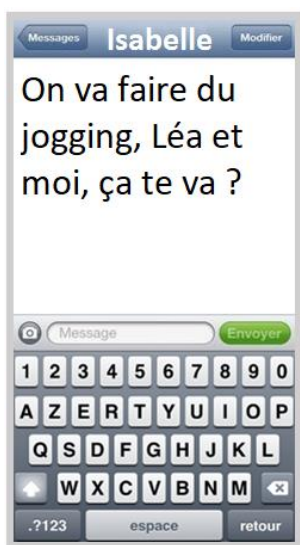 Messages Isabelle Modifier
On va faire du
jogging, Léa et
moi, ça te va ?
Message Envoyer
1 2 3 4 5 6 7 8 9 0
A Z E R T Y U I O P
Q S D F G H J K L
W X C V B N M
.?123 espace retour